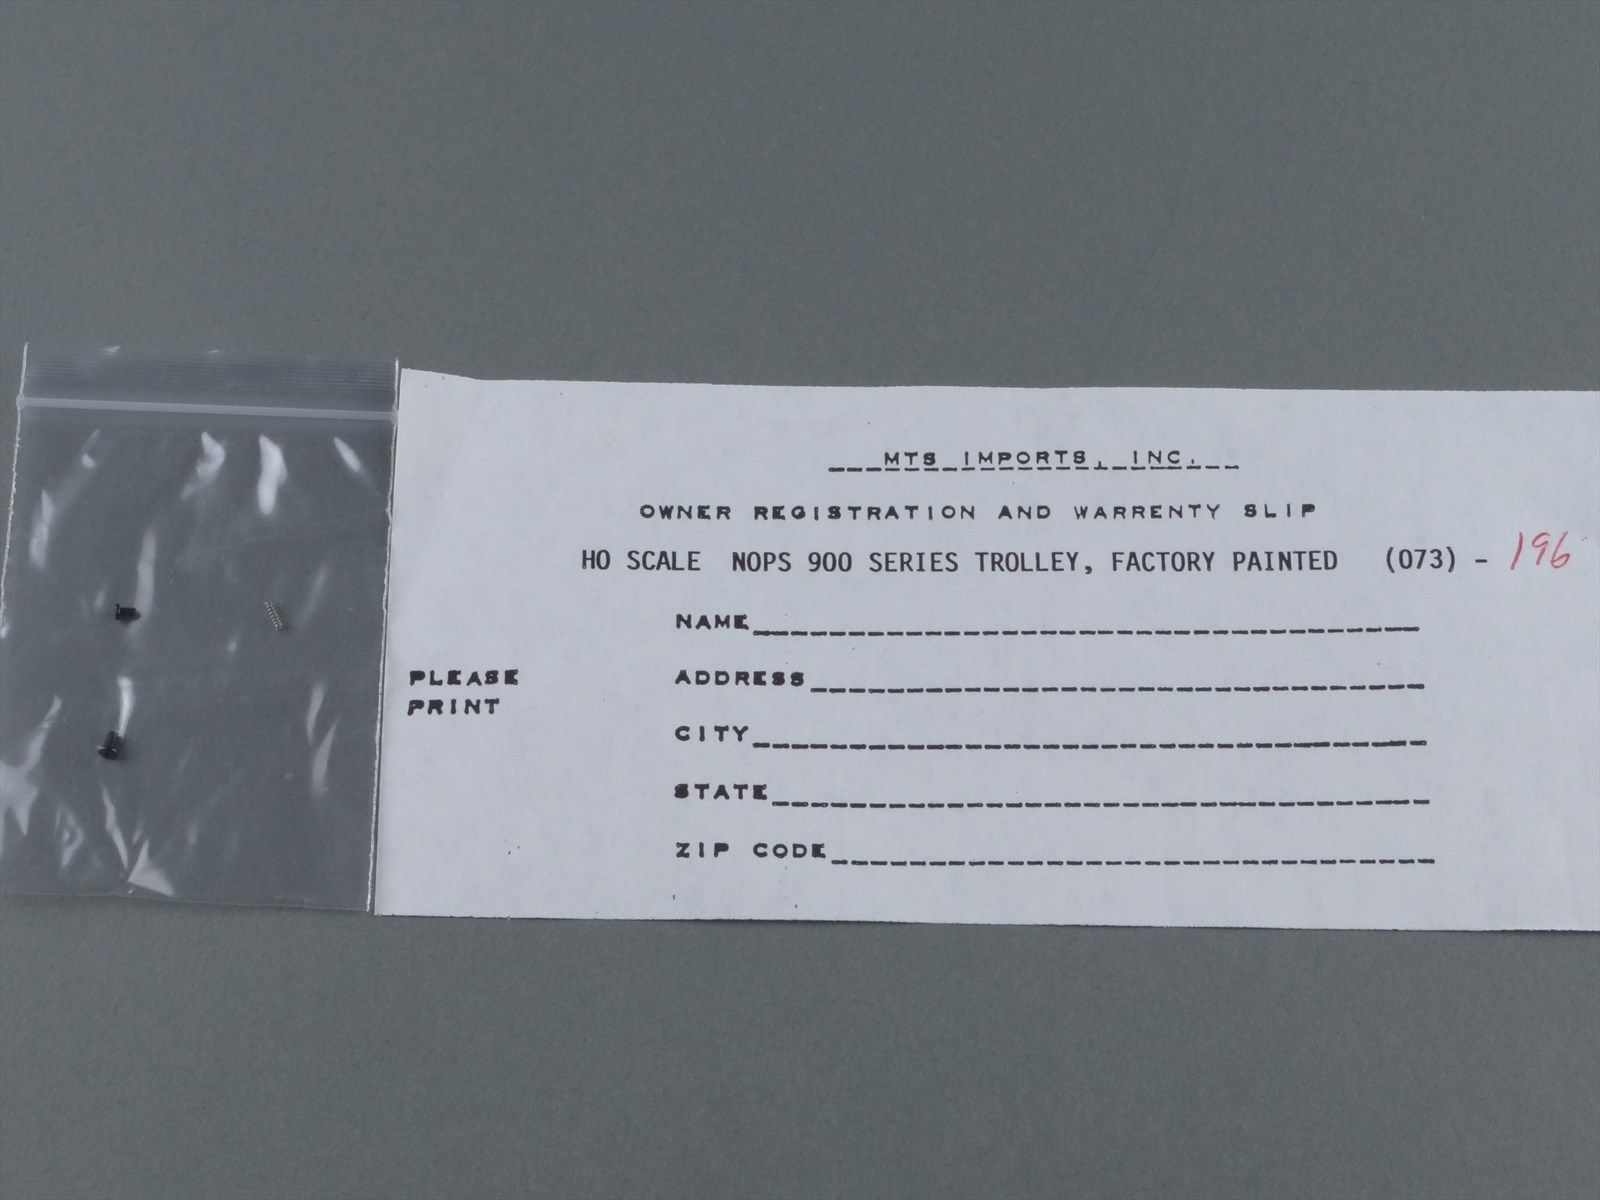 MTS IMPORTS, INC.
OWNER REGISTRATION AND WARRENTY SLIP
HO SCALE NOPS 900 SERIES TROLLEY, FACTORY PAINTED (073) - 196
NAME
PLEASE PRINT
ADDRESS
CITY
STATE
ZIP CODE